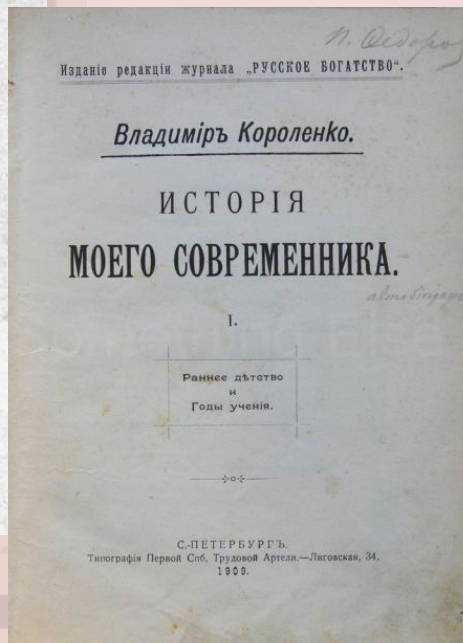 Изданіе редакціи журнала „РУССКОЕ БОГАТСТВО“.
Владиміръ Короленко.
ИСТОРІЯ
МОЕГО СОВРЕМЕННИКА.
I.
Раннее дѣтство
и
Годы ученія.
С.-ПЕТЕРБУРГЪ.
Типографія Первой Спб. Трудовой Артели.—Лиговская, 34.
1909.